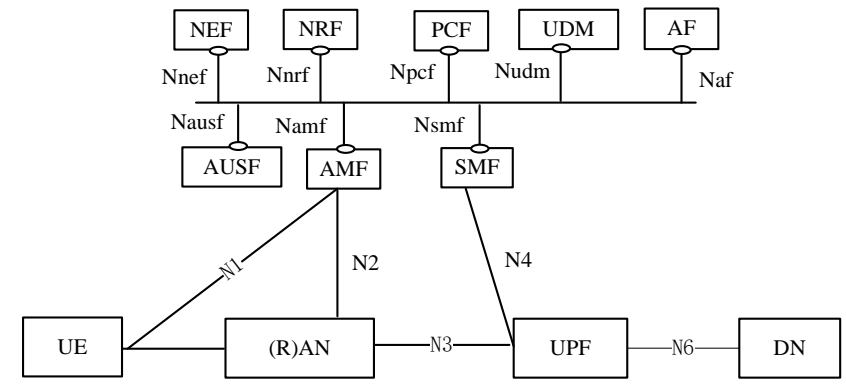 NEF NRF PCF UDM AF
Nnef Nnrf Npcf Nudm Naf
Nausf Namf Nsmf
AUSF AMF SMF
N1 N2 N4
UE (R)AN N3 UPF N6 DN